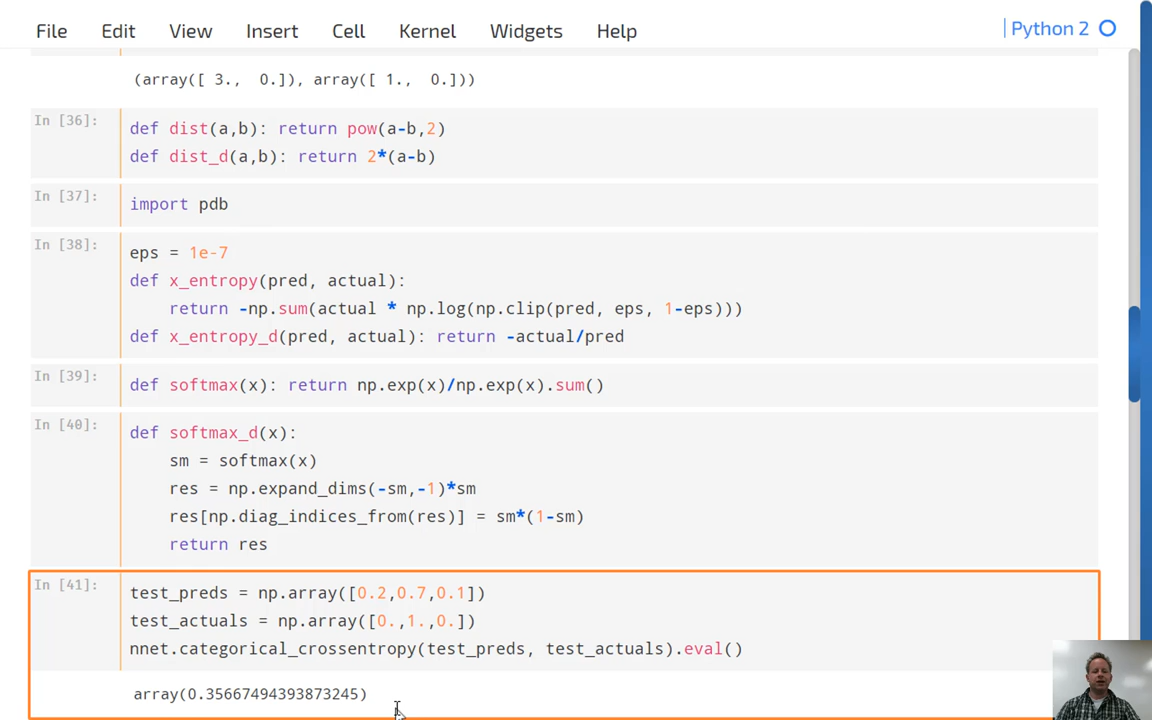 File Edit View Insert Cell Kernel Widgets Help Python 2
(array([ 3.,  0.]), array([ 1.,  0.]))
In [36]:
def dist(a,b): return pow(a-b,2)
def dist_d(a,b): return 2*(a-b)
In [37]:
import pdb
In [38]:
eps = 1e-7
def x_entropy(pred, actual):
    return -np.sum(actual * np.log(np.clip(pred, eps, 1-eps)))
def x_entropy_d(pred, actual): return -actual/pred
In [39]:
def softmax(x): return np.exp(x)/np.exp(x).sum()
In [40]:
def softmax_d(x):
    sm = softmax(x)
    res = np.expand_dims(-sm,-1)*sm
    res[np.diag_indices_from(res)] = sm*(1-sm)
    return res
In [41]:
test_preds = np.array([0.2,0.7,0.1])
test_actuals = np.array([0.,1.,0.])
nnet.categorical_crossentropy(test_preds, test_actuals).eval()
array(0.35667494393873245)